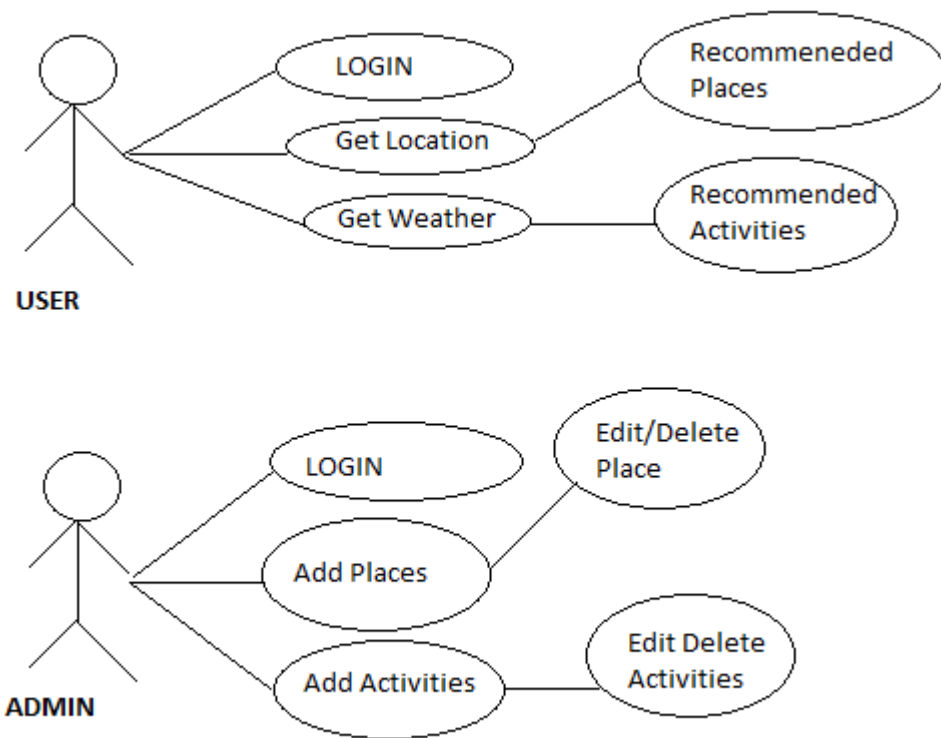 LOGIN
Recommeneded
Places
Get Location
Recommended
Activities
Get Weather
USER
Edit/Delete
Place
LOGIN
Add Places
Edit Delete
Activities
Add Activities
ADMIN